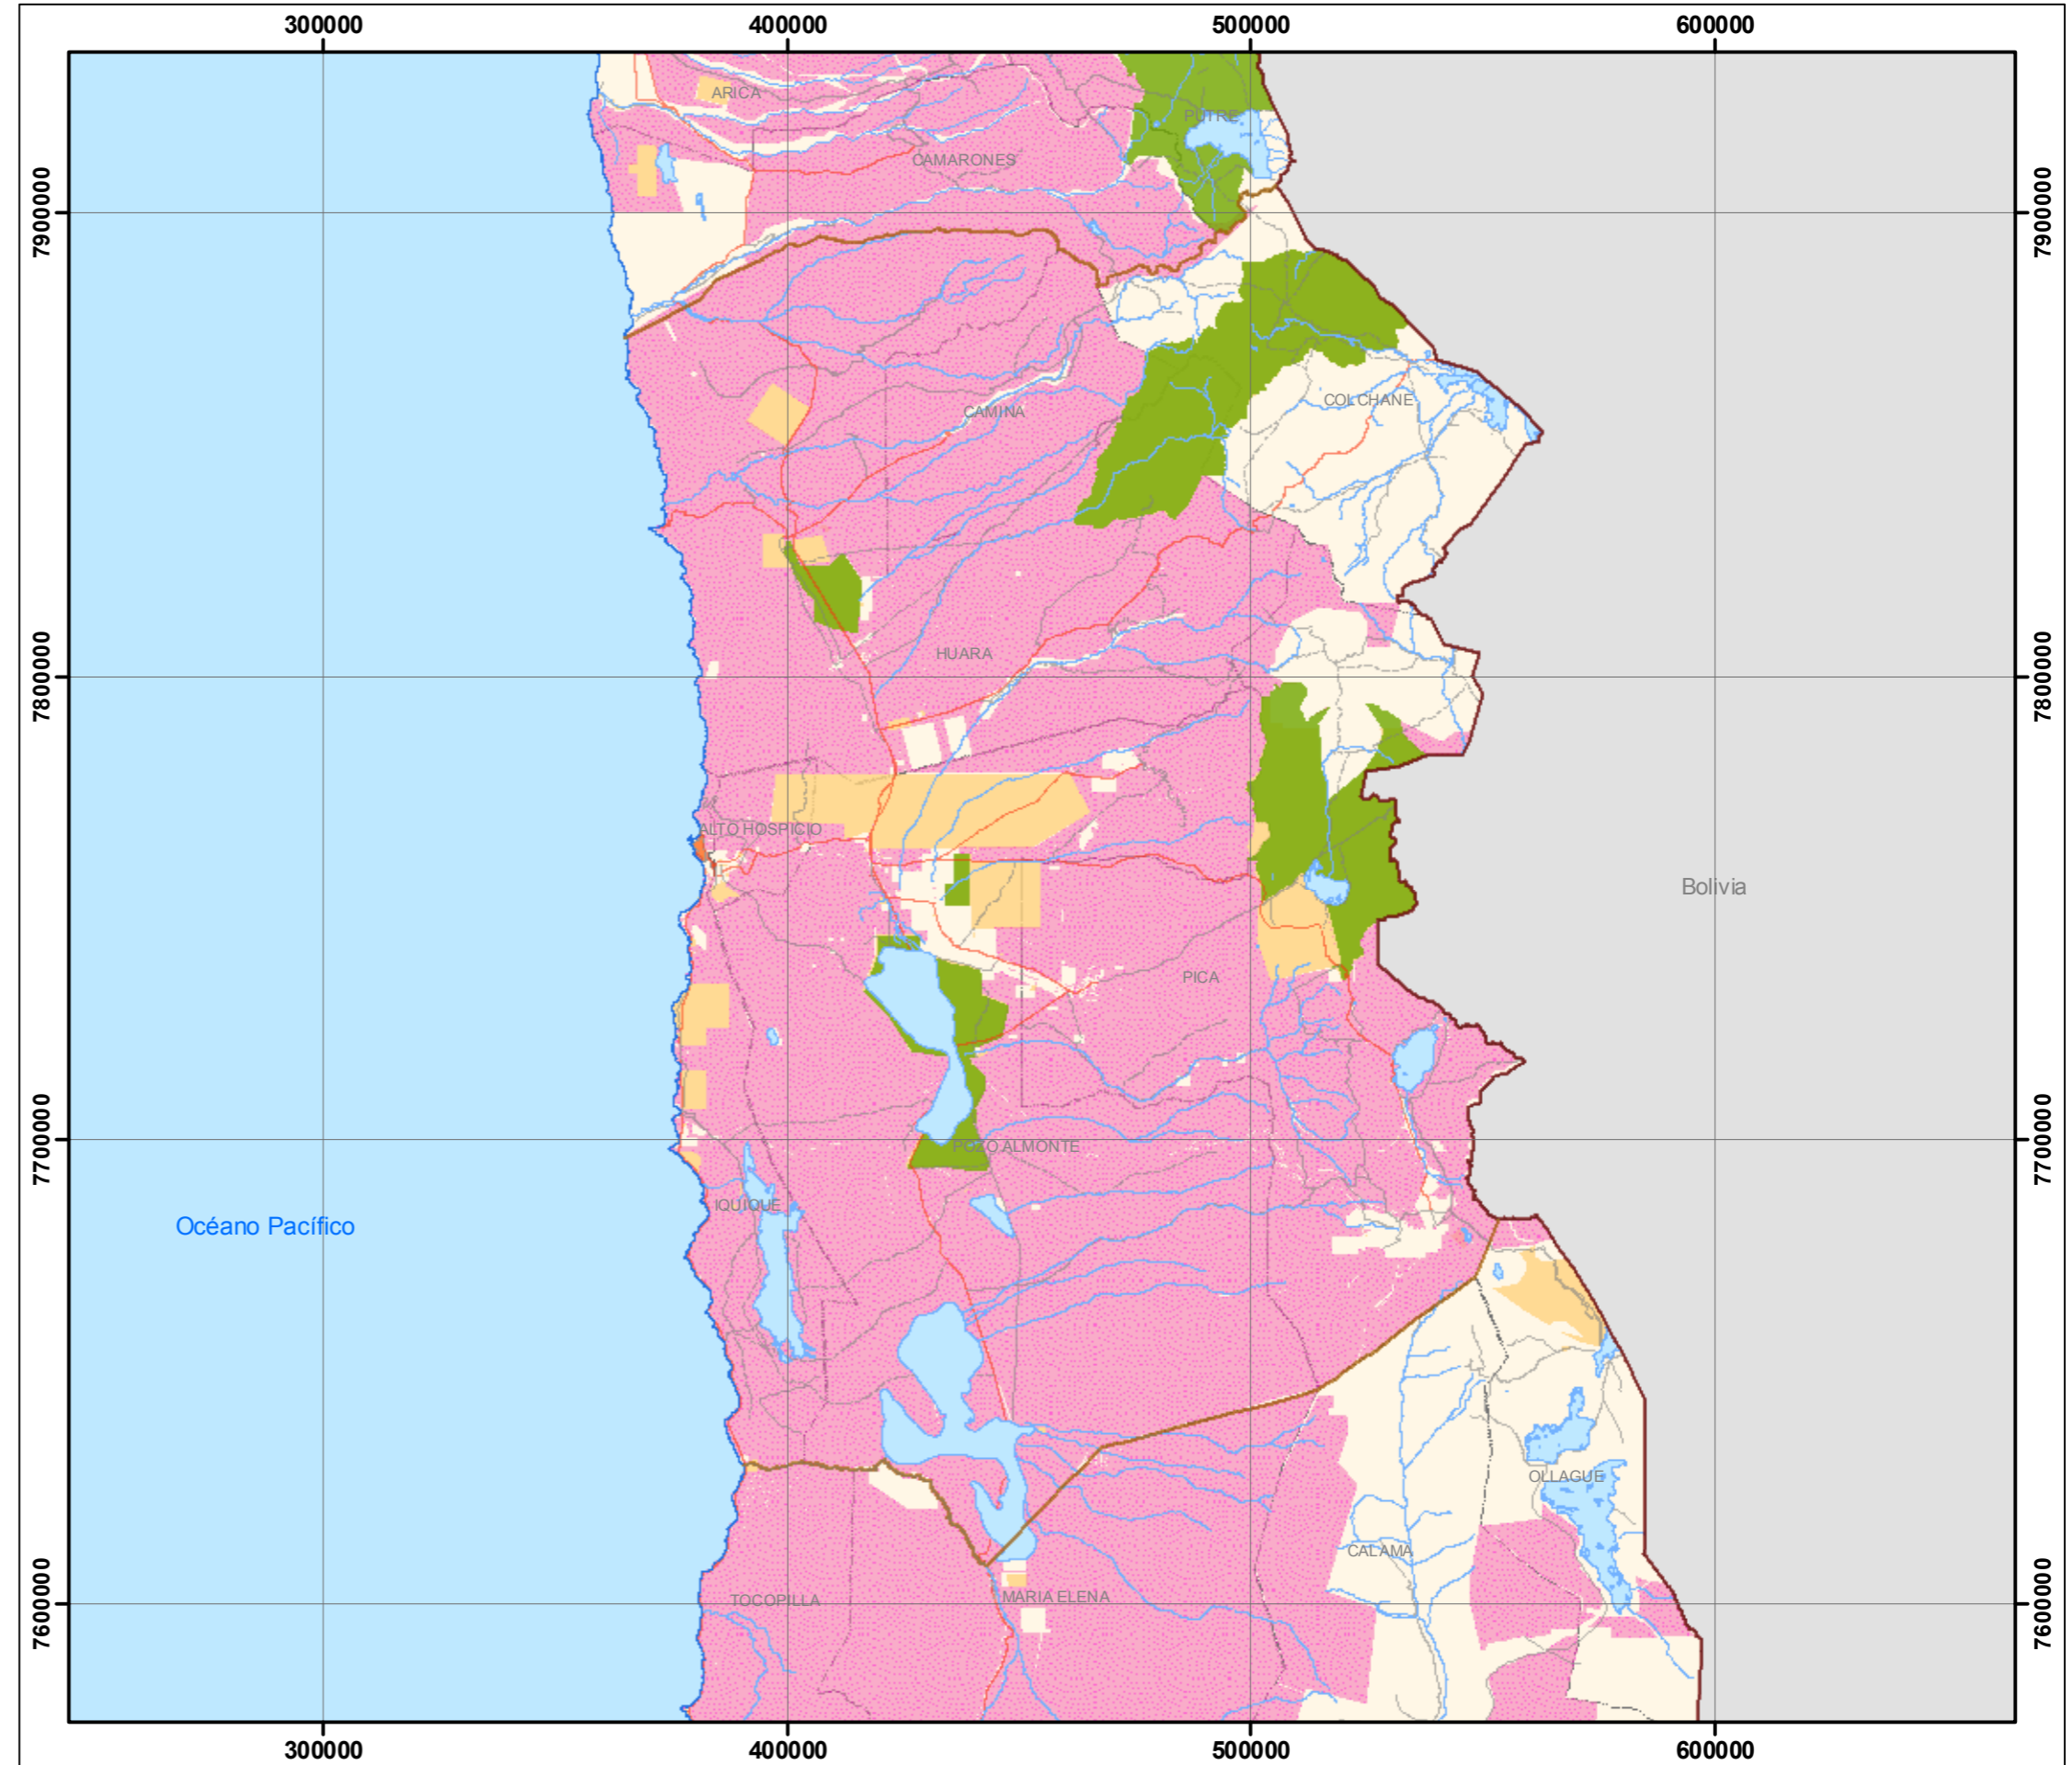 300000
400000
500000
600000
ARICA
PUTRE
CAMARONES
7900000
7900000
COLCHANE
CAMINA
HUARA
7800000
7800000
ALTO HOSPICIO
Bolivia
PICA
7700000
7700000
POZO ALMONTE
IQUIQUE
Océano Pacífico
OLLAGUE
CALAMA
MARIA ELENA
TOCOPILLA
7600000
7600000
300000
400000
500000
600000